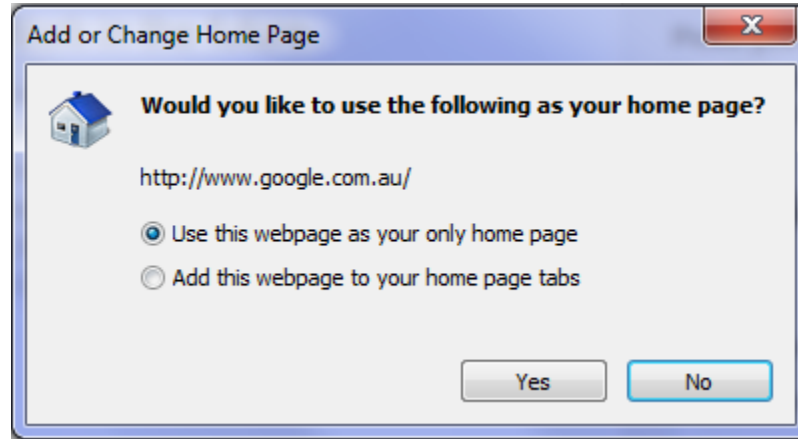 Add or Change Home Page
Would you like to use the following as your home page?
http://www.google.com.au/
Use this webpage as your only home page
Add this webpage to your home page tabs
Yes No